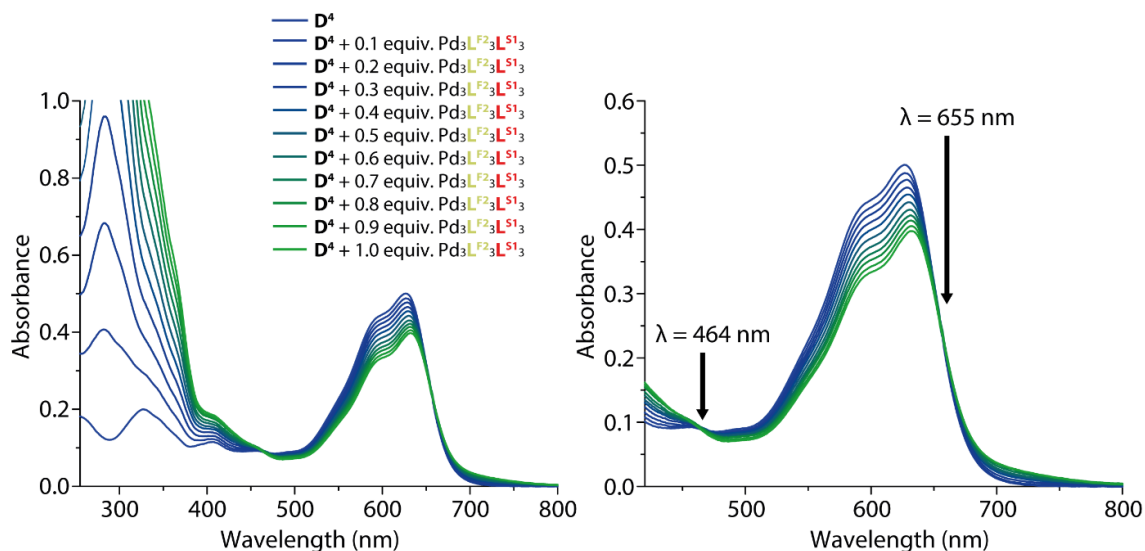 D⁴
D⁴ + 0.1 equiv. Pd₃Lᶠ²₃Lˢ¹₃
D⁴ + 0.2 equiv. Pd₃Lᶠ²₃Lˢ¹₃
D⁴ + 0.3 equiv. Pd₃Lᶠ²₃Lˢ¹₃
D⁴ + 0.4 equiv. Pd₃Lᶠ²₃Lˢ¹₃
D⁴ + 0.5 equiv. Pd₃Lᶠ²₃Lˢ¹₃
D⁴ + 0.6 equiv. Pd₃Lᶠ²₃Lˢ¹₃
D⁴ + 0.7 equiv. Pd₃Lᶠ²₃Lˢ¹₃
D⁴ + 0.8 equiv. Pd₃Lᶠ²₃Lˢ¹₃
D⁴ + 0.9 equiv. Pd₃Lᶠ²₃Lˢ¹₃
D⁴ + 1.0 equiv. Pd₃Lᶠ²₃Lˢ¹₃
Absorbance
1.0
0.8
0.6
0.4
0.2
0.0
300 400 500 600 700 800
Wavelength (nm)
Absorbance
0.6
0.5
0.4
0.3
0.2
0.1
0.0
λ = 655 nm
λ = 464 nm
500 600 700 800
Wavelength (nm)